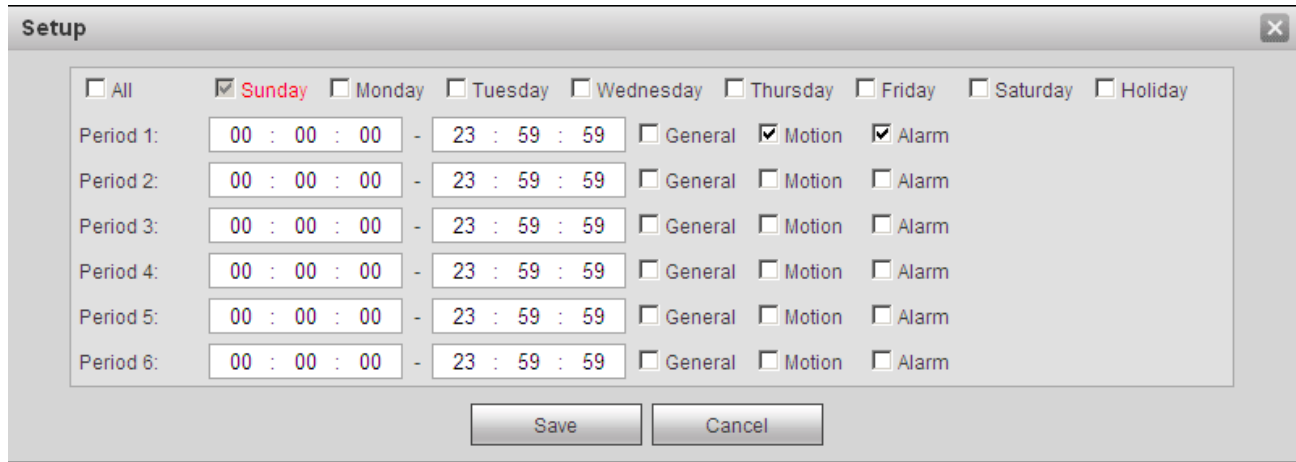 Setup
All Sunday Monday Tuesday Wednesday Thursday Friday Saturday Holiday
Period 1: 00 : 00 : 00 - 23 : 59 : 59 General Motion Alarm
Period 2: 00 : 00 : 00 - 23 : 59 : 59 General Motion Alarm
Period 3: 00 : 00 : 00 - 23 : 59 : 59 General Motion Alarm
Period 4: 00 : 00 : 00 - 23 : 59 : 59 General Motion Alarm
Period 5: 00 : 00 : 00 - 23 : 59 : 59 General Motion Alarm
Period 6: 00 : 00 : 00 - 23 : 59 : 59 General Motion Alarm
Save Cancel